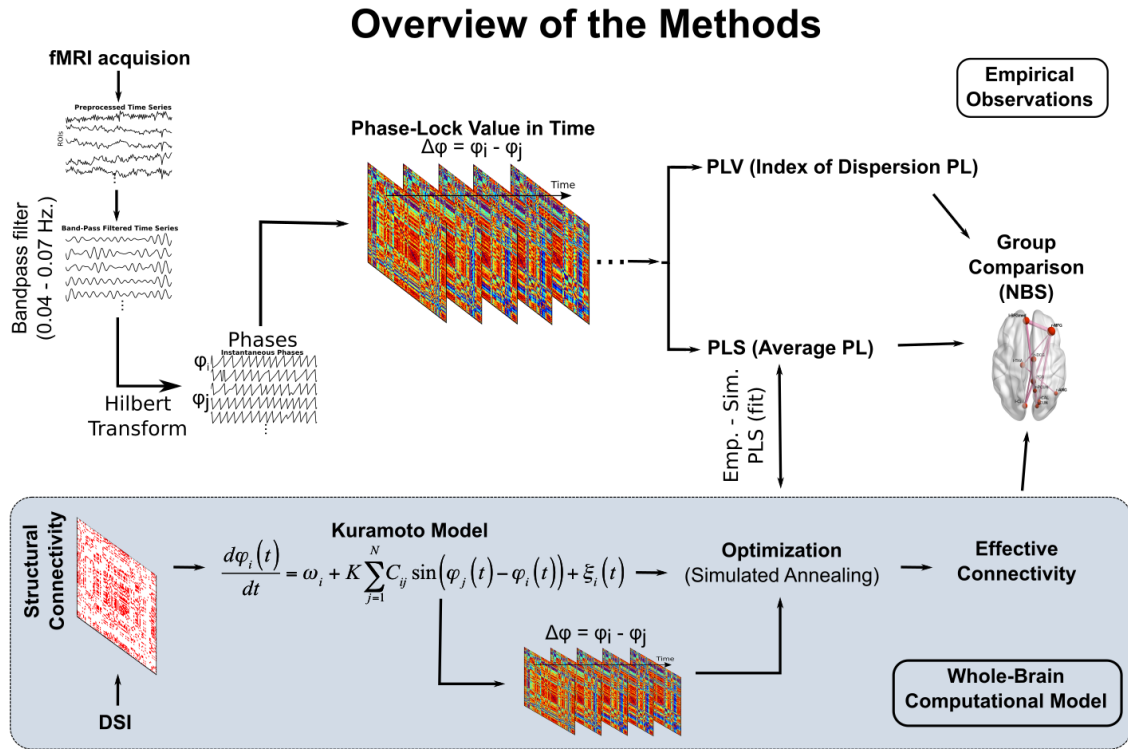 Overview of the Methods
fMRI acquision
Preprocessed Time Series
ROIs
Bandpass filter
(0.04 - 0.07 Hz.)
Band-Pass Filtered Time Series
Hilbert
Transform
Phases
Instantaneous Phases
φi
φj
Phase-Lock Value in Time
Δφ = φi - φj
Time
Empirical
Observations
PLV (Index of Dispersion PL)
PLS (Average PL)
Group
Comparison
(NBS)
Emp. - Sim.
PLS (fit)
Structural
Connectivity
DSI
Kuramoto Model
dφi(t)/dt = ωi + K∑j=1N Cij sin(φj(t) − φi(t)) + ξi(t)
Δφ = φi - φj
Time
Optimization
(Simulated Annealing)
Effective
Connectivity
Whole-Brain
Computational Model